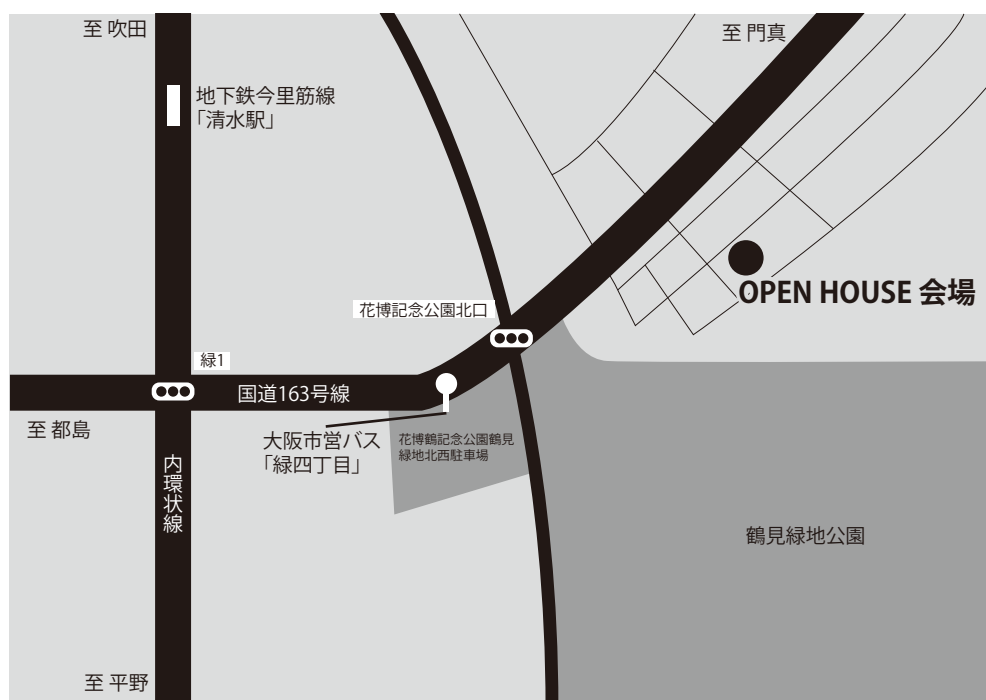 至 吹田
至 門真
地下鉄今里筋線
「清水駅」
OPEN HOUSE 会場
花博記念公園北口
緑1
国道163号線
至 都島
大阪市営バス
「緑四丁目」
花博鶴記念公園鶴見
緑地北西駐車場
内環状線
鶴見緑地公園
至 平野